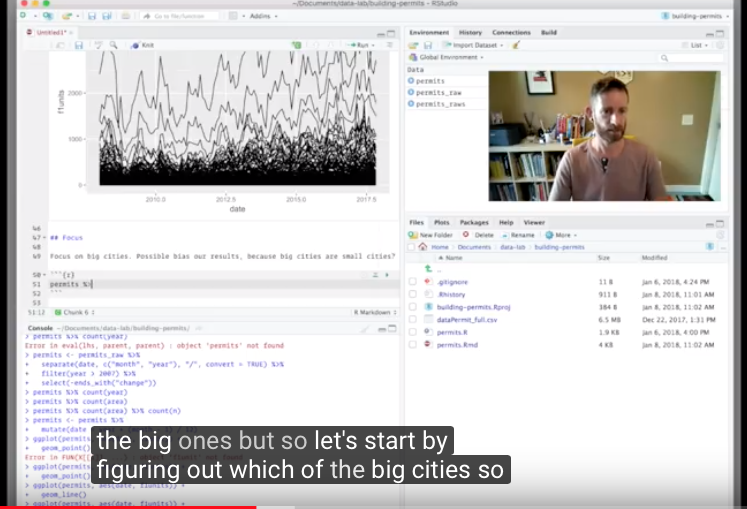 ~/Documents/data-lab/building-permits - RStudio
Go to file/function
Addins
building-permits
Untitled1*
Knit
Run
f1units
2000
1000
0
2010.0 2012.5 2015.0 2017.5
date
46
47 ## Focus
48
49 Focus on big cities. Possible bias our results, because big cities are small cities?
50 ```{r}
51 permits %>%
52 ```
53
51:12 Chunk 6 R Markdown
Console ~/Documents/data-lab/building-permits/
> permits %>% count(year)
Error in eval(lhs, parent, parent) : object 'permits' not found
> permits <- permits_raw %>%
+ separate(date, c("month", "year"), "/", convert = TRUE) %>%
+ filter(year > 2007) %>%
+ select(-ends_with("change"))
> permits %>% count(year)
> permits %>% count(area)
> permits %>% count(area) %>% count(n)
> permits <- permits %>%
+ mutate(date
> ggplot(permits
+ geom_point()
Error in FUN(X[[
> ggplot(permits
+ geom_point()
> ggplot(permits, aes(date, f1units)) +
+ geom_line()
> ggplot(permits, aes(date, f1units)) +
the big ones but so let's start by
figuring out which of the big cities so
Environment History Connections Build
Import Dataset
List
Global Environment
Data
permits
permits_raw
permits_raws
Files Plots Packages Help Viewer
New Folder Delete Rename More
Home Documents data-lab building-permits
Name Size Modified
..
.gitignore 11 B Jan 6, 2018, 4:24 PM
.Rhistory 911 B Jan 8, 2018, 11:01 AM
building-permits.Rproj 384 B Jan 8, 2018, 11:02 AM
dataPermit_full.csv 6.5 MB Dec 22, 2017, 1:31 PM
permits.R 1.9 KB Jan 6, 2018, 4:00 PM
permits.Rmd 4 KB Jan 8, 2018, 11:02 AM